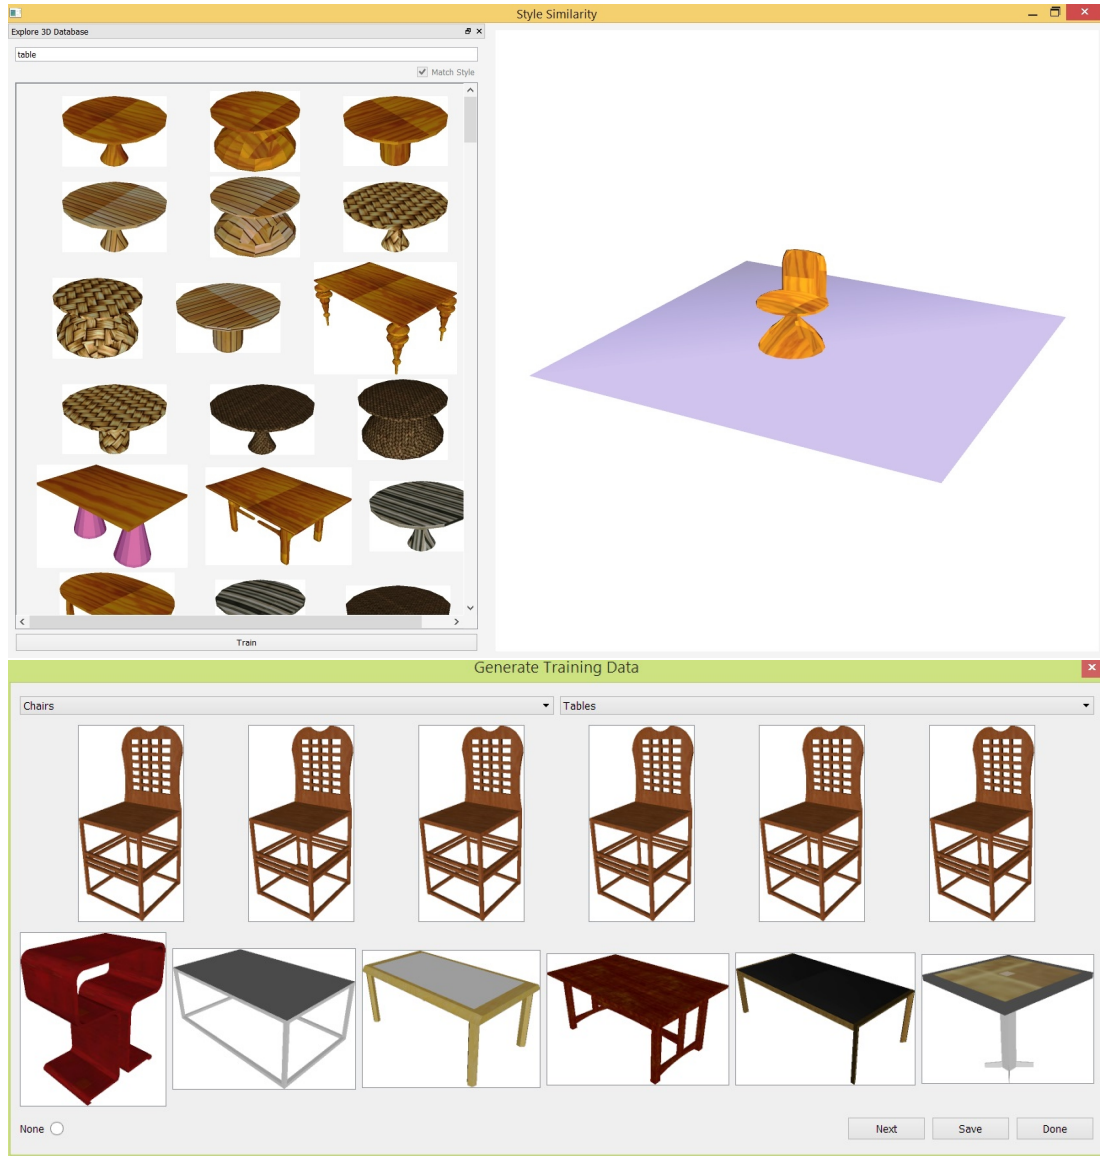 Style Similarity
Explore 3D Database
table
Match Style
Train
Generate Training Data
Chairs
Tables
None
Next
Save
Done